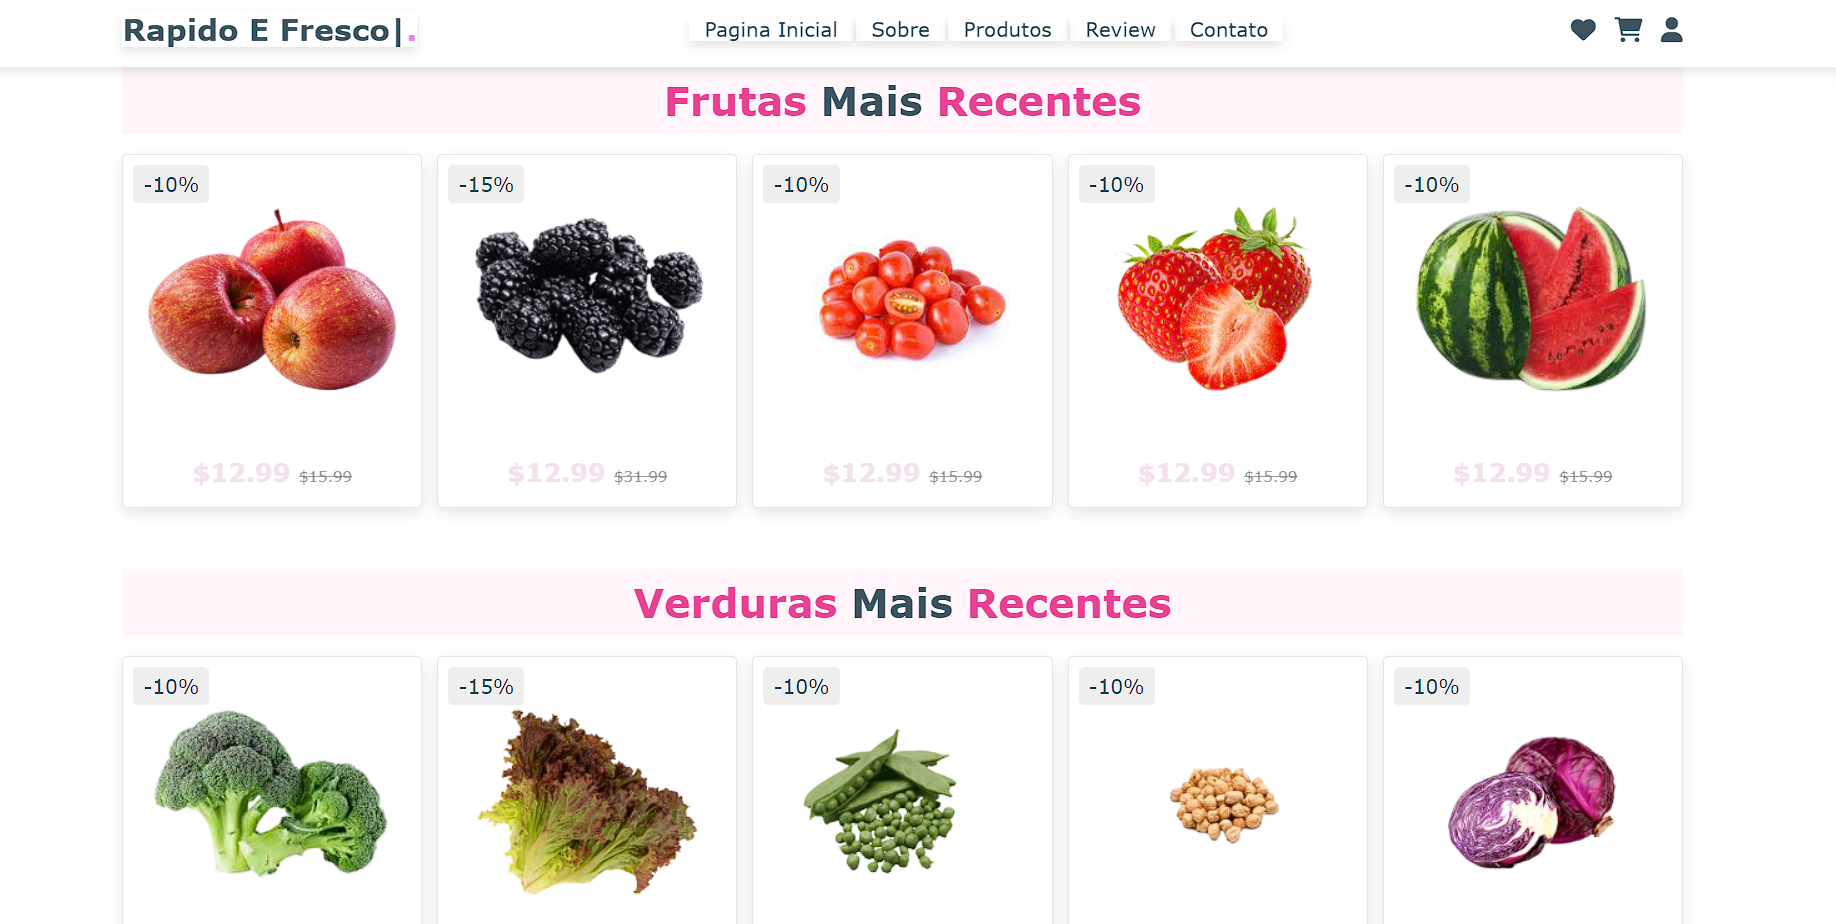 Rapido E Fresco|.
Pagina Inicial Sobre Produtos Review Contato
Frutas Mais Recentes
-10% -15% -10% -10% -10%
$12.99 $15.99 $12.99 $31.99 $12.99 $15.99 $12.99 $15.99 $12.99 $15.99
Verduras Mais Recentes
-10% -15% -10% -10% -10%